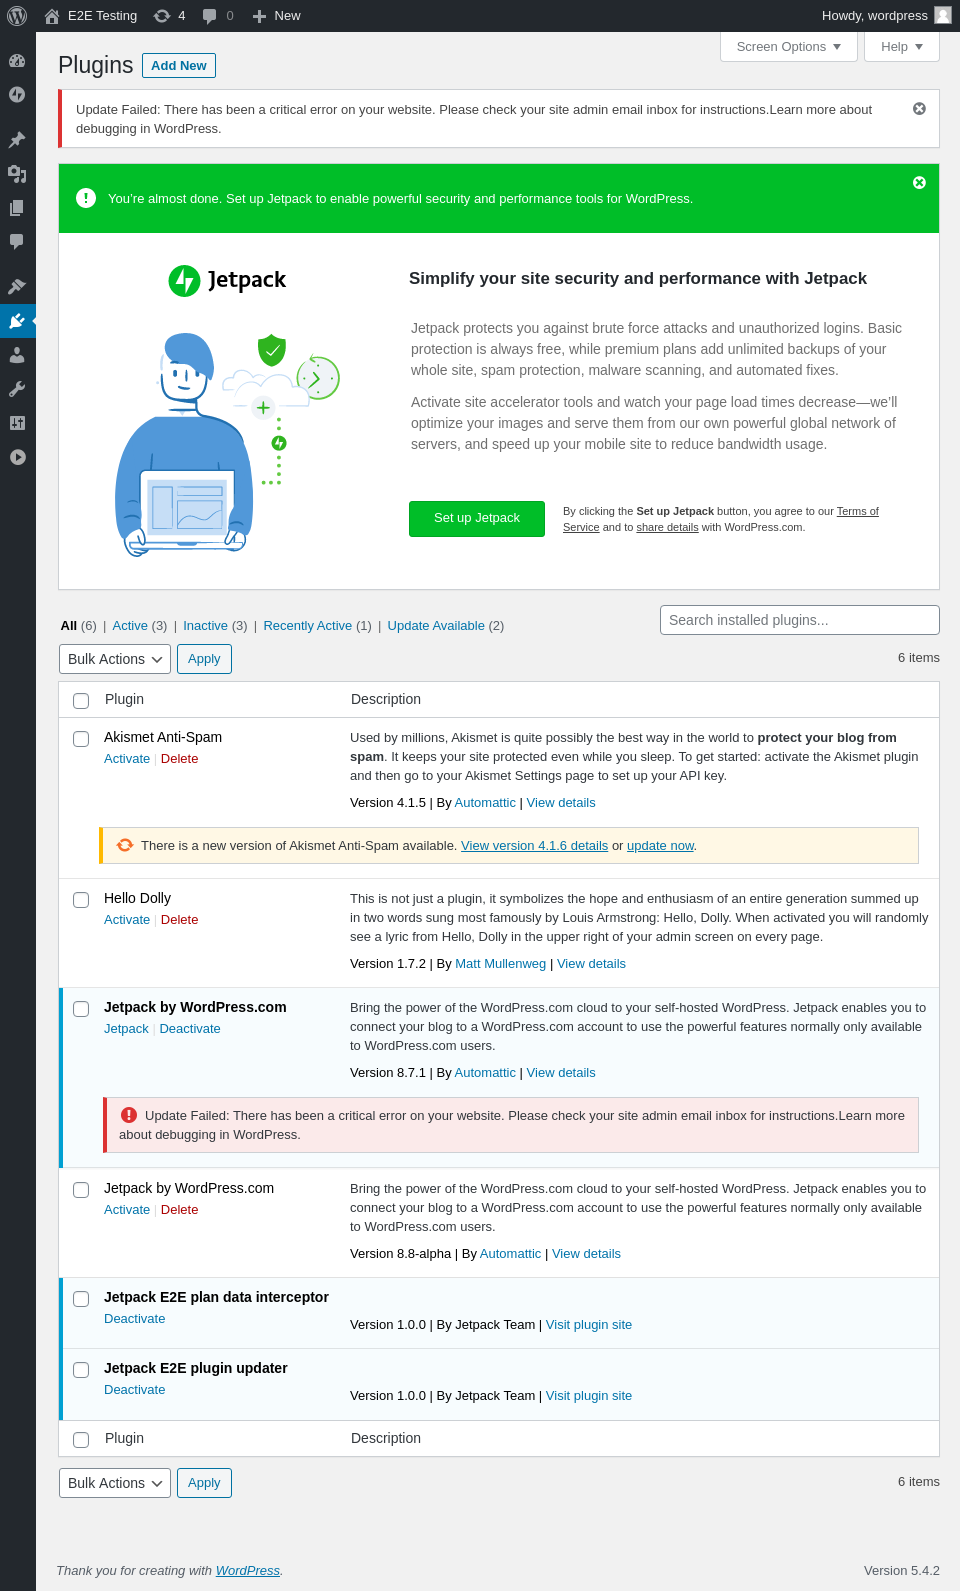 E2E Testing 4 0 New Howdy, wordpress
Screen Options Help
Plugins Add New
Update Failed: There has been a critical error on your website. Please check your site admin email inbox for instructions.Learn more about
debugging in WordPress.
You're almost done. Set up Jetpack to enable powerful security and performance tools for WordPress.
Jetpack
Simplify your site security and performance with Jetpack
Jetpack protects you against brute force attacks and unauthorized logins. Basic
protection is always free, while premium plans add unlimited backups of your
whole site, spam protection, malware scanning, and automated fixes.
Activate site accelerator tools and watch your page load times decrease—we'll
optimize your images and serve them from our own powerful global network of
servers, and speed up your mobile site to reduce bandwidth usage.
Set up Jetpack
By clicking the Set up Jetpack button, you agree to our Terms of
Service and to share details with WordPress.com.
All (6) | Active (3) | Inactive (3) | Recently Active (1) | Update Available (2)
Search installed plugins...
Bulk Actions Apply 6 items
Plugin Description
Akismet Anti-Spam
Activate | Delete
Used by millions, Akismet is quite possibly the best way in the world to protect your blog from
spam. It keeps your site protected even while you sleep. To get started: activate the Akismet plugin
and then go to your Akismet Settings page to set up your API key.
Version 4.1.5 | By Automattic | View details
There is a new version of Akismet Anti-Spam available. View version 4.1.6 details or update now.
Hello Dolly
Activate | Delete
This is not just a plugin, it symbolizes the hope and enthusiasm of an entire generation summed up
in two words sung most famously by Louis Armstrong: Hello, Dolly. When activated you will randomly
see a lyric from Hello, Dolly in the upper right of your admin screen on every page.
Version 1.7.2 | By Matt Mullenweg | View details
Jetpack by WordPress.com
Jetpack | Deactivate
Bring the power of the WordPress.com cloud to your self-hosted WordPress. Jetpack enables you to
connect your blog to a WordPress.com account to use the powerful features normally only available
to WordPress.com users.
Version 8.7.1 | By Automattic | View details
Update Failed: There has been a critical error on your website. Please check your site admin email inbox for instructions.Learn more
about debugging in WordPress.
Jetpack by WordPress.com
Activate | Delete
Bring the power of the WordPress.com cloud to your self-hosted WordPress. Jetpack enables you to
connect your blog to a WordPress.com account to use the powerful features normally only available
to WordPress.com users.
Version 8.8-alpha | By Automattic | View details
Jetpack E2E plan data interceptor
Deactivate
Version 1.0.0 | By Jetpack Team | Visit plugin site
Jetpack E2E plugin updater
Deactivate
Version 1.0.0 | By Jetpack Team | Visit plugin site
Plugin Description
Bulk Actions Apply 6 items
Thank you for creating with WordPress. Version 5.4.2